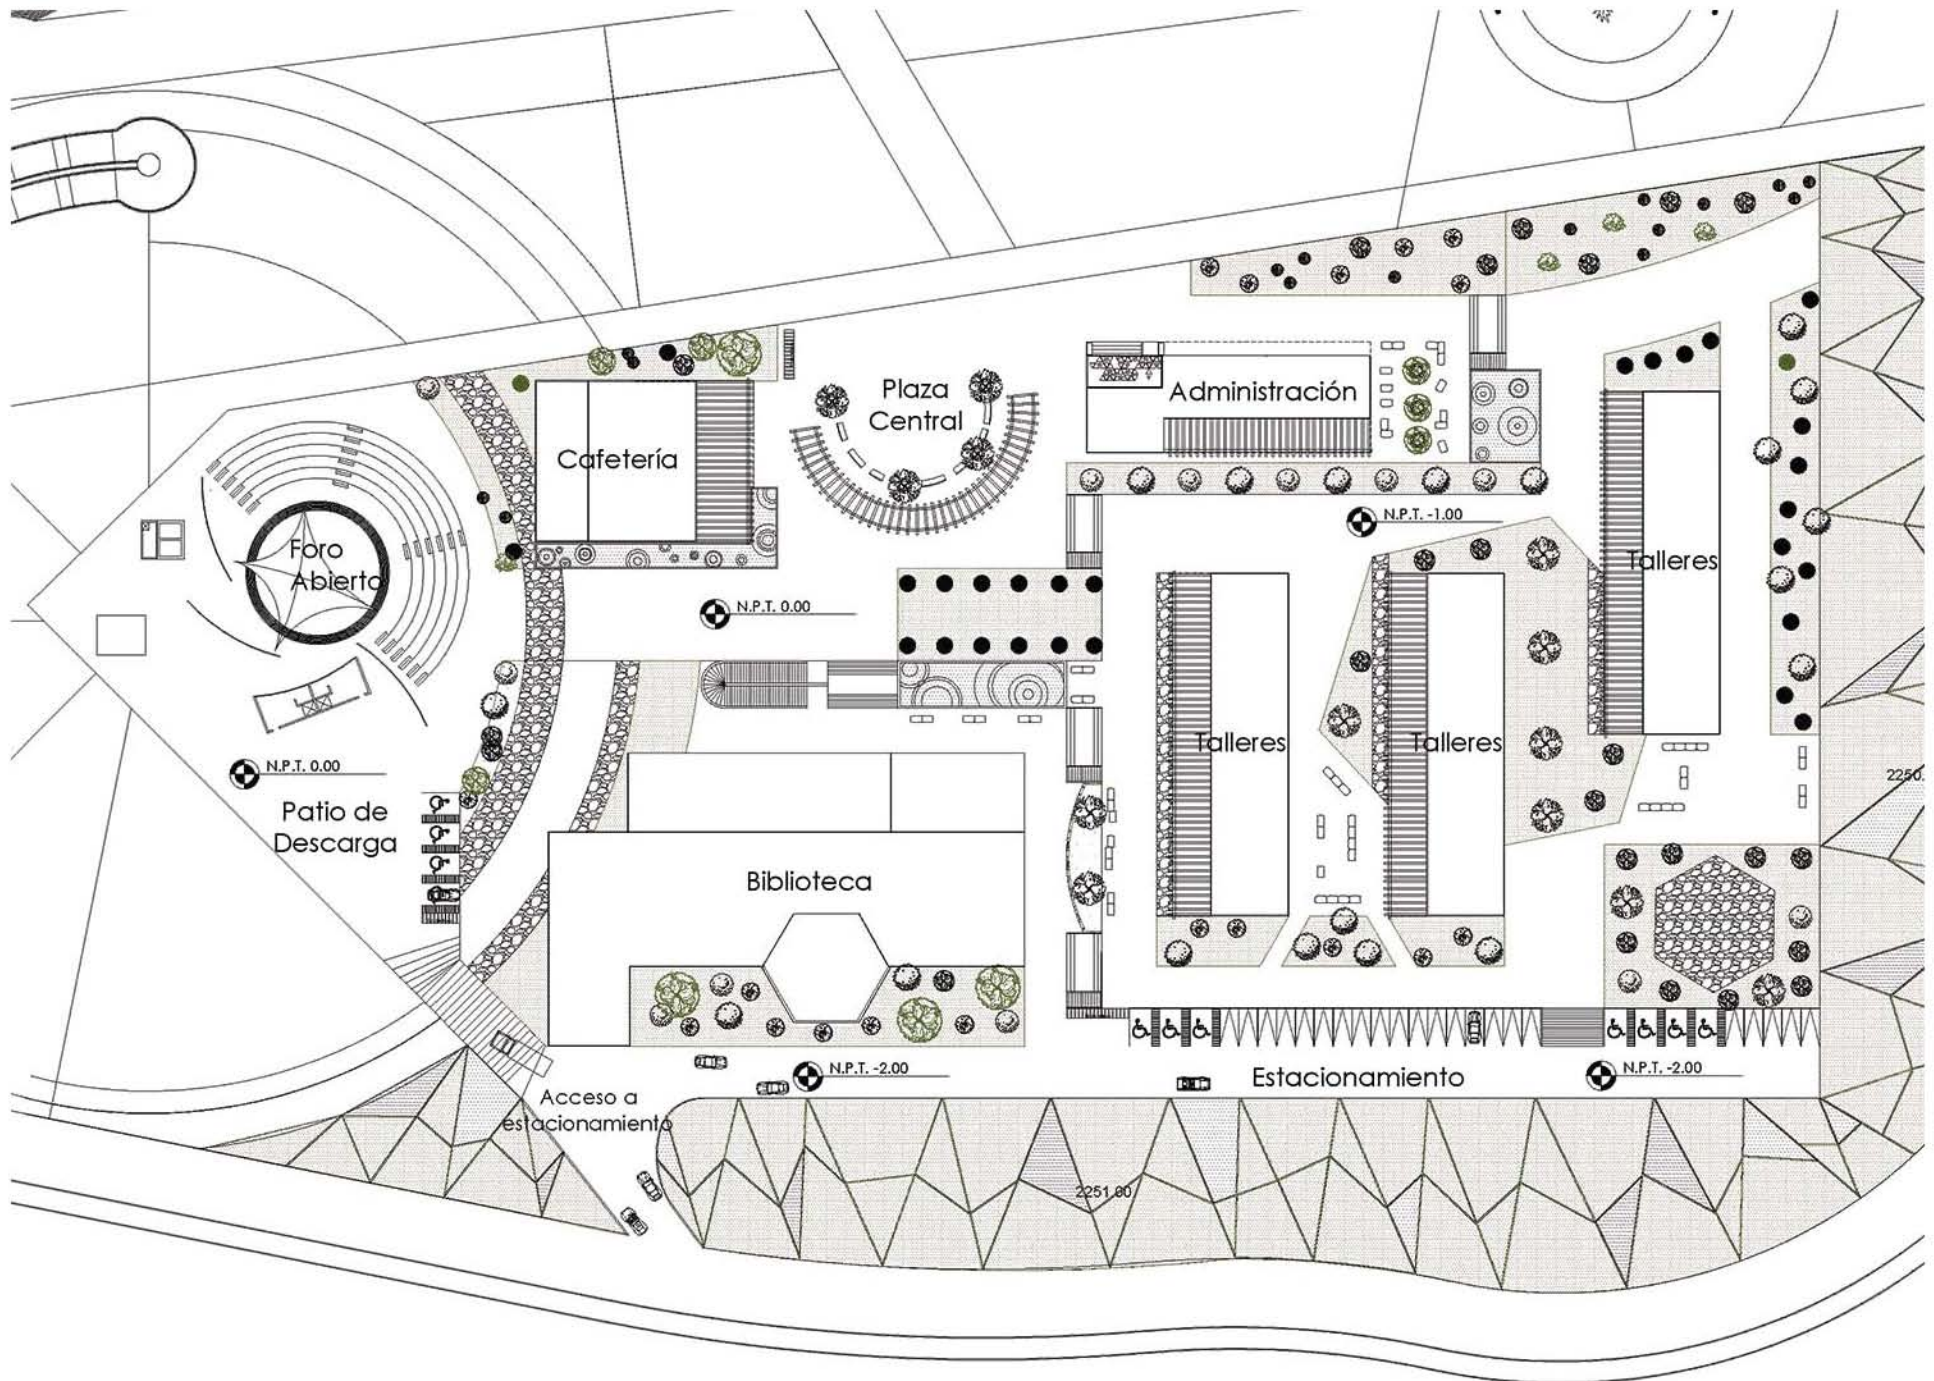 Plaza
Central
Administración
Cafetería
N.P.T. -1.00
Foro
Abierto
Talleres
N.P.T. 0.00
Talleres
Talleres
N.P.T. 0.00
2250.
Patio de
Descarga
Biblioteca
N.P.T. -2.00
Estacionamiento
N.P.T. -2.00
Acceso a
estacionamiento
2251.00